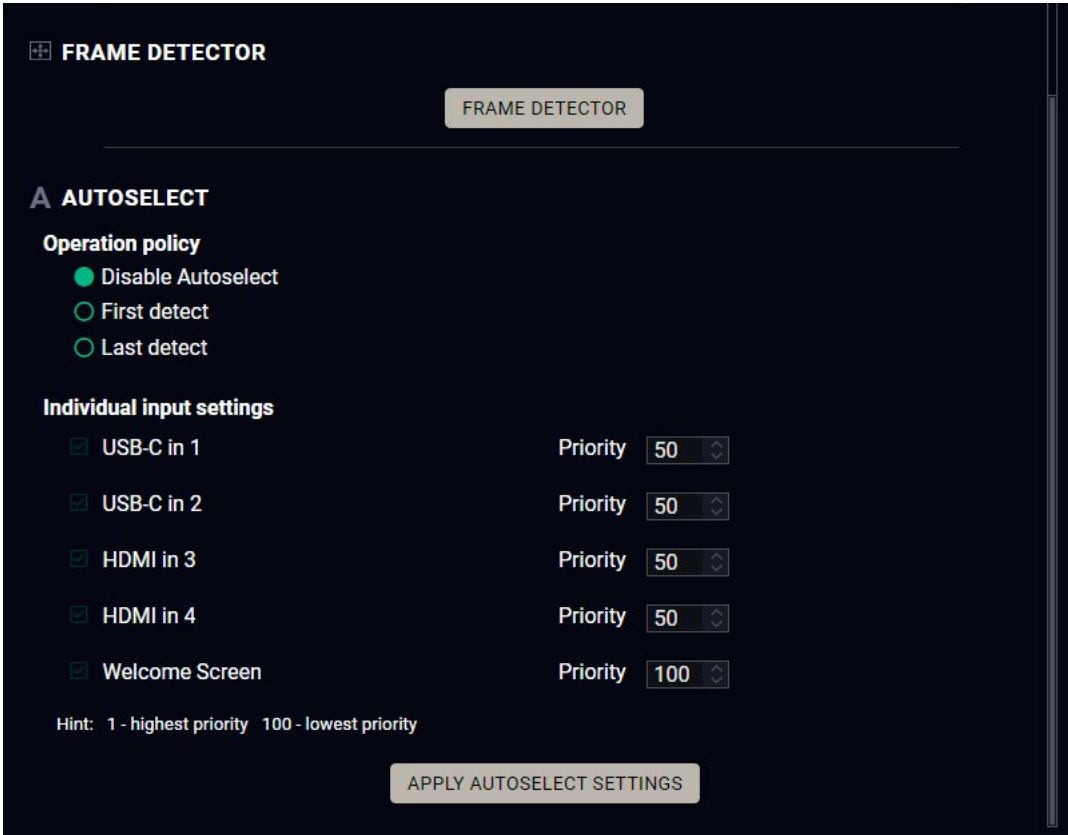 FRAME DETECTOR
FRAME DETECTOR
A AUTOSELECT
Operation policy
Disable Autoselect
First detect
Last detect
Individual input settings
USB-C in 1 Priority 50
USB-C in 2 Priority 50
HDMI in 3 Priority 50
HDMI in 4 Priority 50
Welcome Screen Priority 100
Hint: 1 - highest priority 100 - lowest priority
APPLY AUTOSELECT SETTINGS